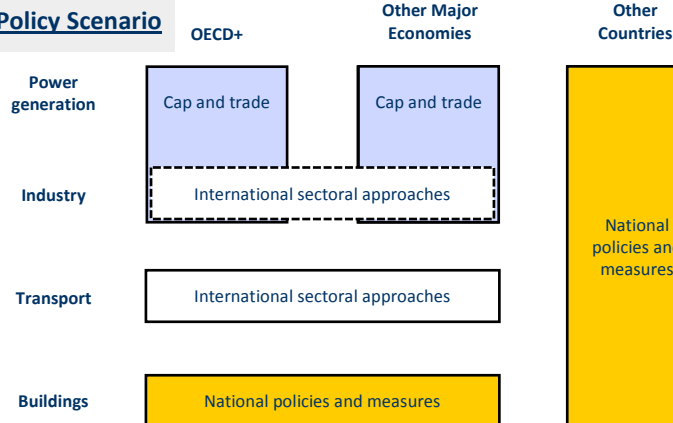 Policy Scenario
OECD+
Other Major
Economies
Other
Countries
Power
generation
Cap and trade
Cap and trade
Industry
International sectoral approaches
National
policies and
measures
Transport
International sectoral approaches
Buildings
National policies and measures